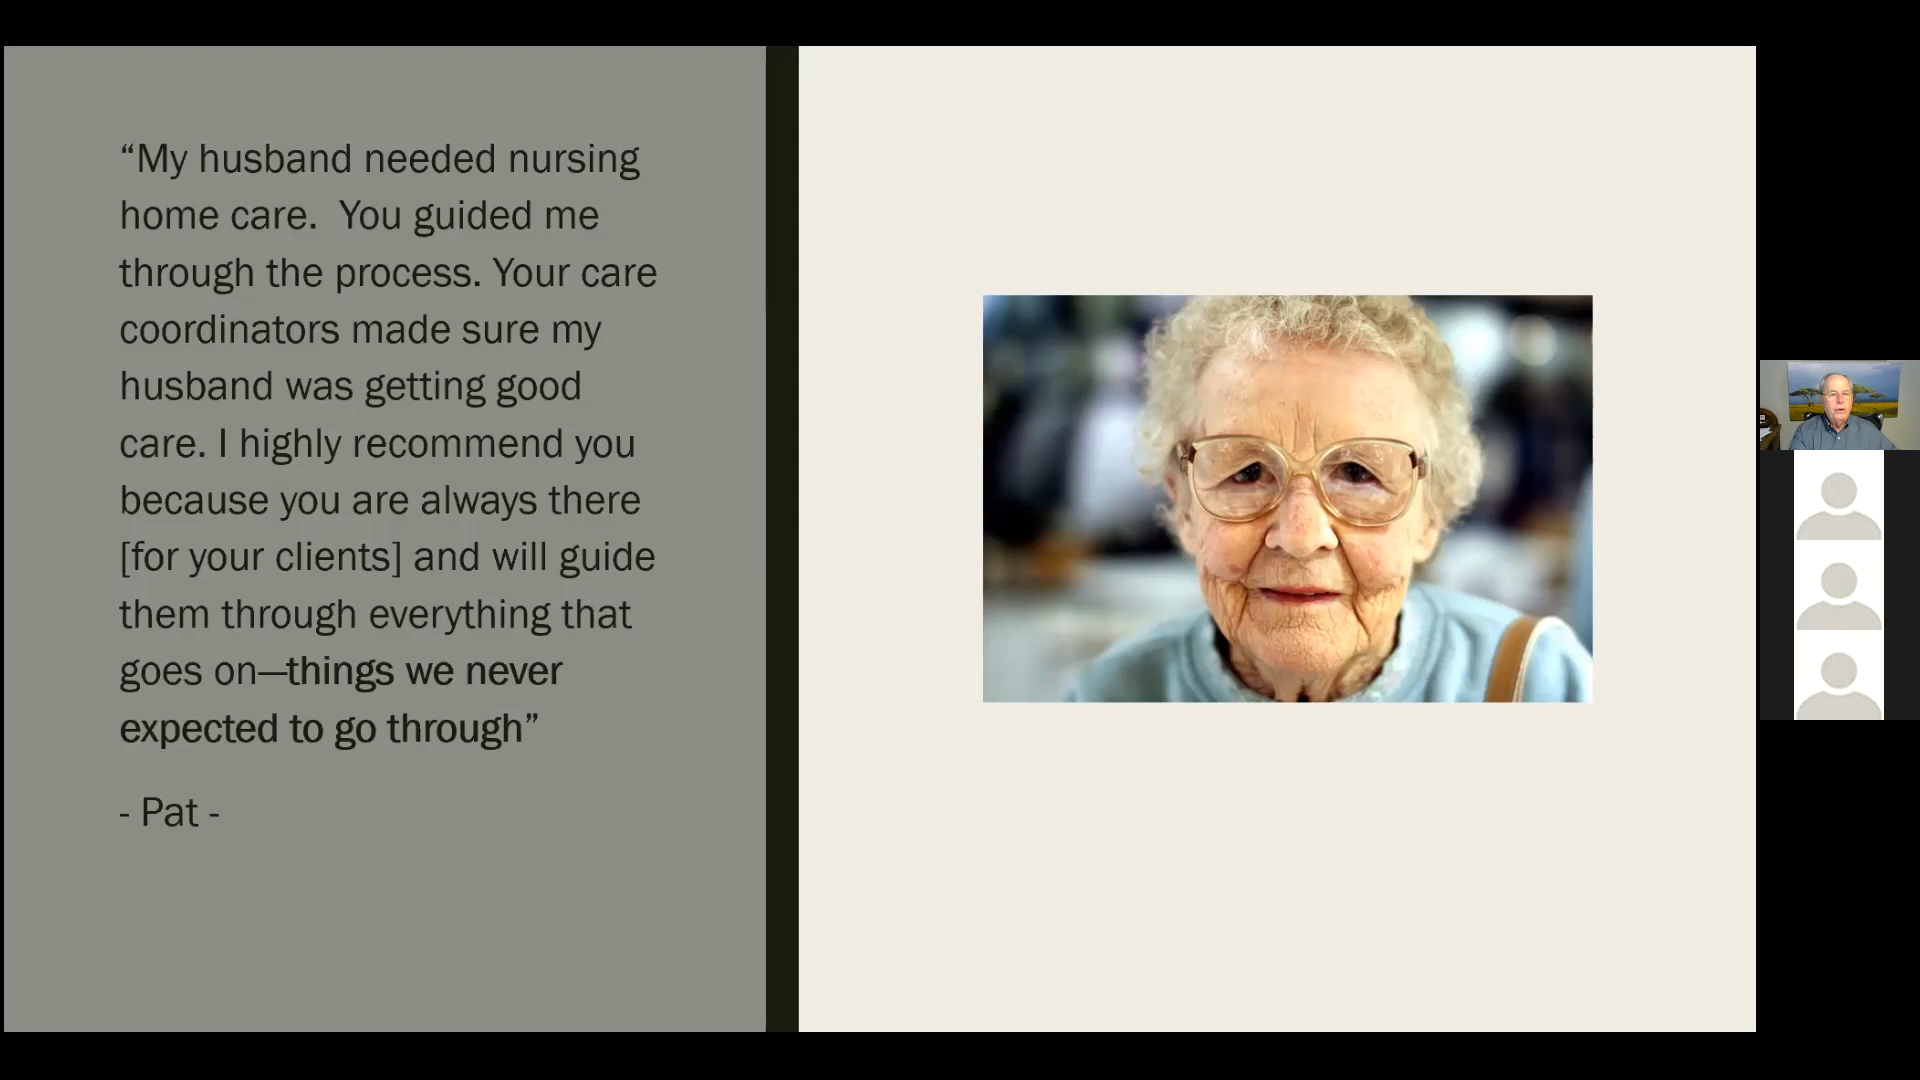 “My husband needed nursing
home care.  You guided me
through the process. Your care
coordinators made sure my
husband was getting good
care. I highly recommend you
because you are always there
[for your clients] and will guide
them through everything that
goes on—things we never
expected to go through”
- Pat -